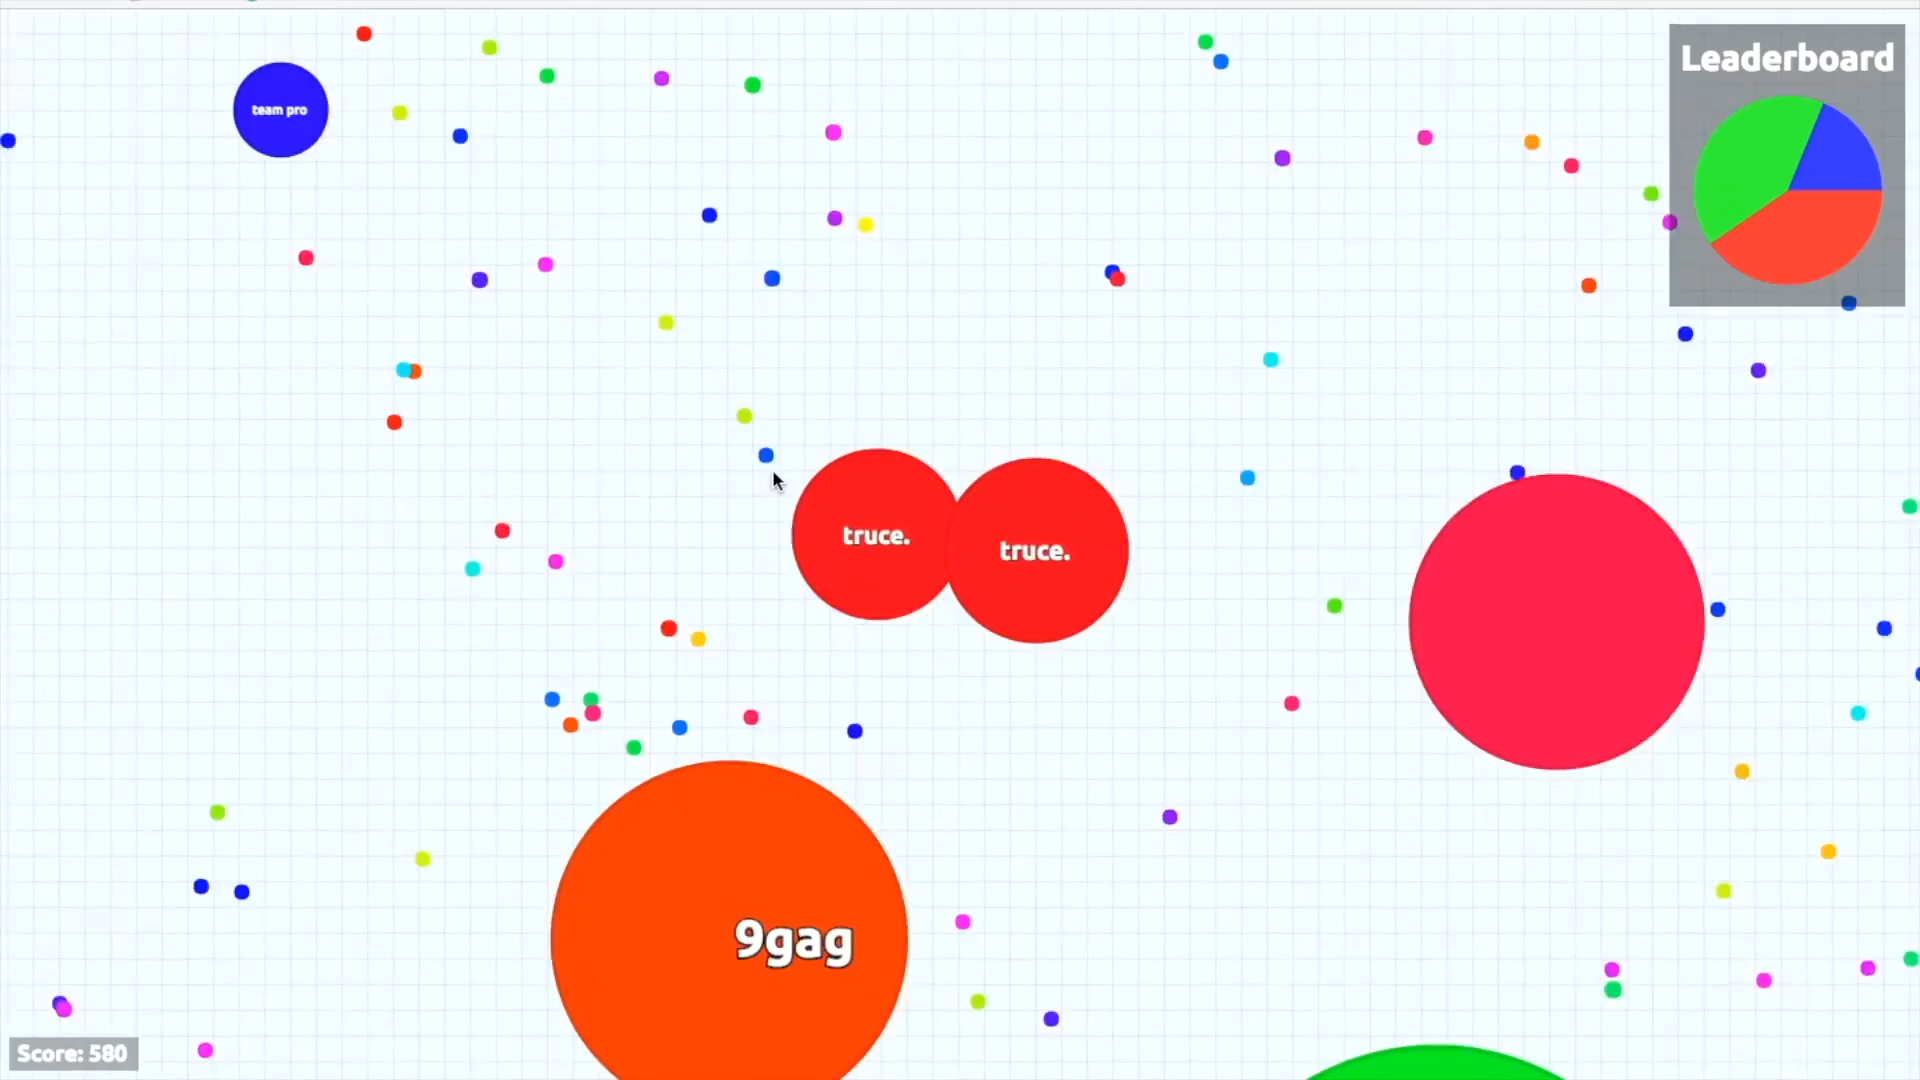 Leaderboard
team pro
truce.
truce.
9gag
Score: 580